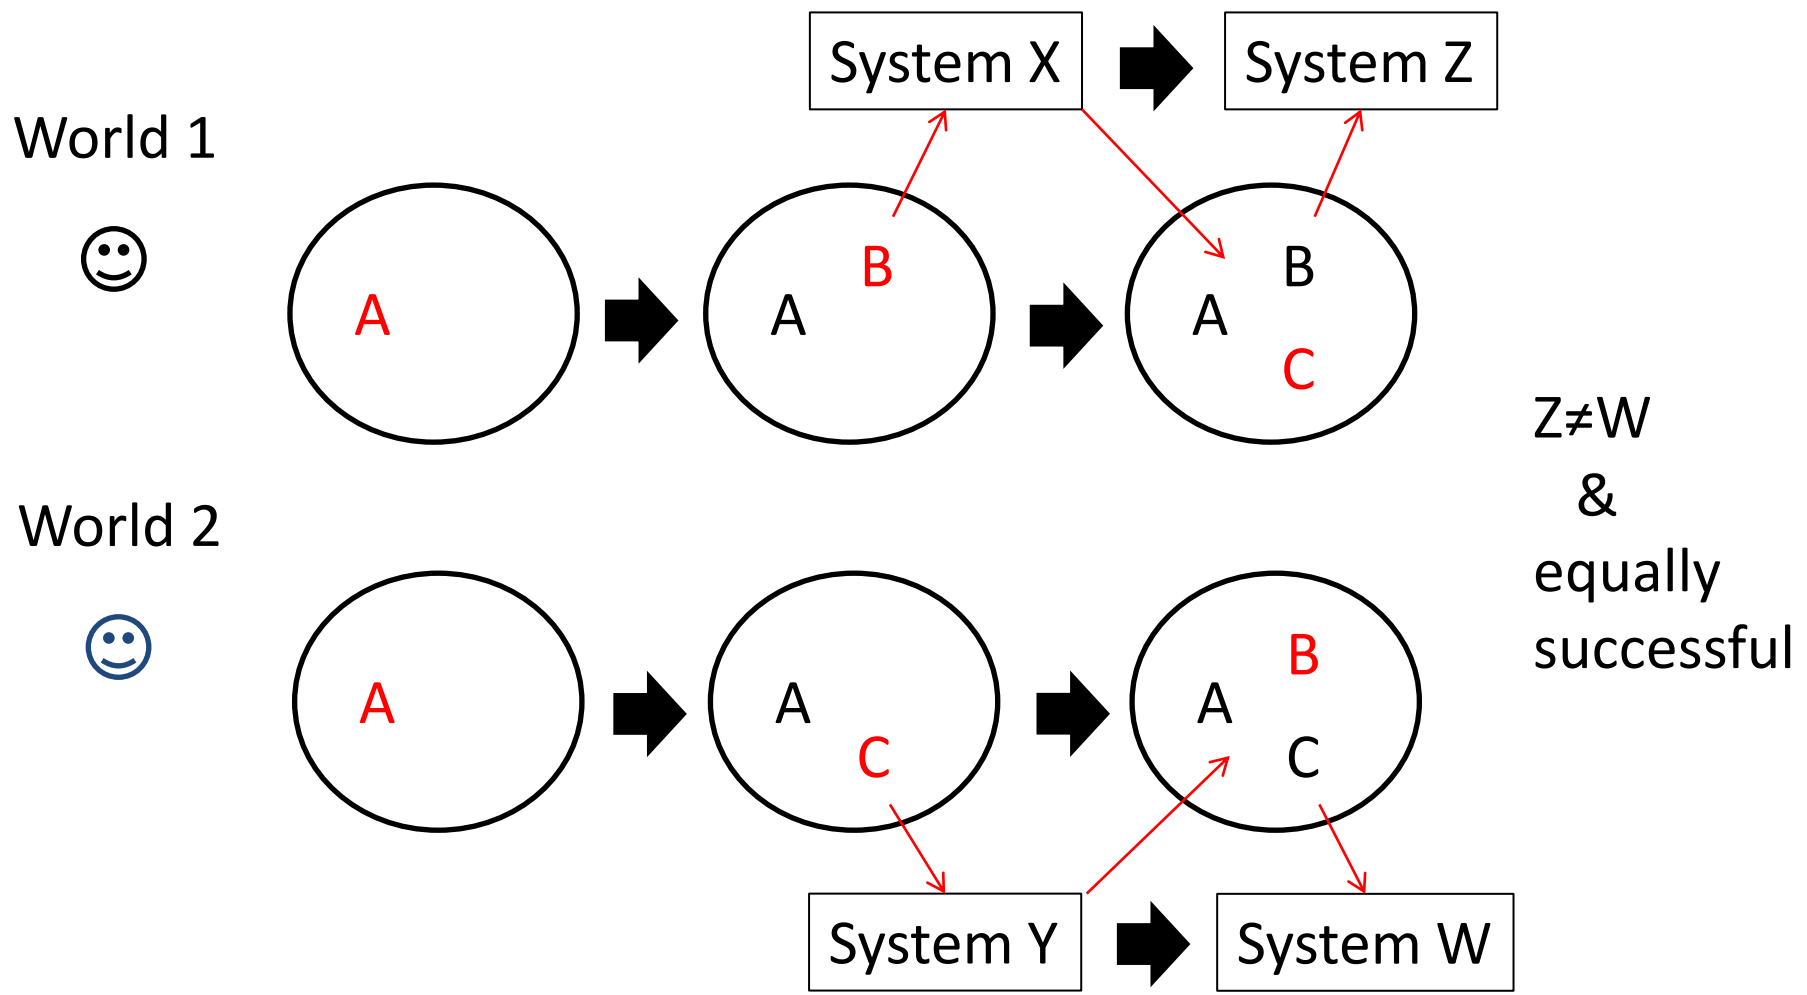 System X
System Z
World 1
A
A
B
A
B
C
Z≠W
&
equally
successful
World 2
A
A
C
A
B
C
System Y
System W